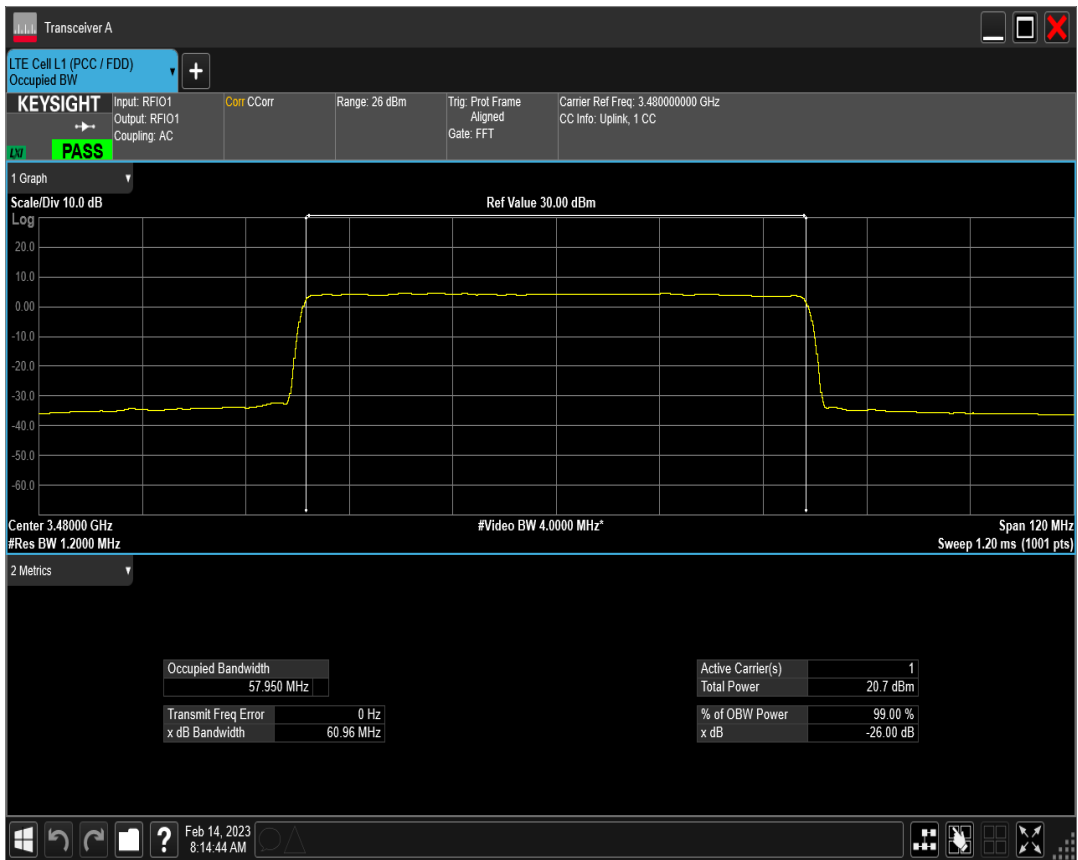 Transceiver A
LTE Cell L1 (PCC / FDD)
Occupied BW
+
KEYSIGHT
LXI
PASS
Input: RFIO1
Output: RFIO1
Coupling: AC
Corr CCorr
Range: 26 dBm
Trig: Prot Frame
Aligned
Gate: FFT
Carrier Ref Freq: 3.480000000 GHz
CC Info: Uplink, 1 CC
1 Graph
Scale/Div 10.0 dB
Ref Value 30.00 dBm
Log
20.0
10.0
0.00
-10.0
-20.0
-30.0
-40.0
-50.0
-60.0
Center 3.48000 GHz
#Video BW 4.0000 MHz*
Span 120 MHz
#Res BW 1.2000 MHz
Sweep 1.20 ms (1001 pts)
2 Metrics
Occupied Bandwidth
57.950 MHz
Transmit Freq Error 0 Hz
x dB Bandwidth 60.96 MHz
Active Carrier(s) 1
Total Power 20.7 dBm
% of OBW Power 99.00 %
x dB -26.00 dB
?
Feb 14, 2023
8:14:44 AM